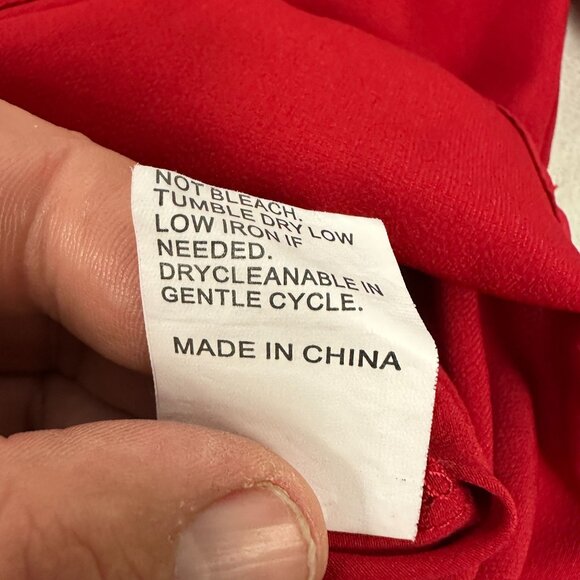 NOT BLEACH.
TUMBLE DRY LOW
LOW IRON IF
NEEDED.
DRYCLEANABLE IN
GENTLE CYCLE.
MADE IN CHINA